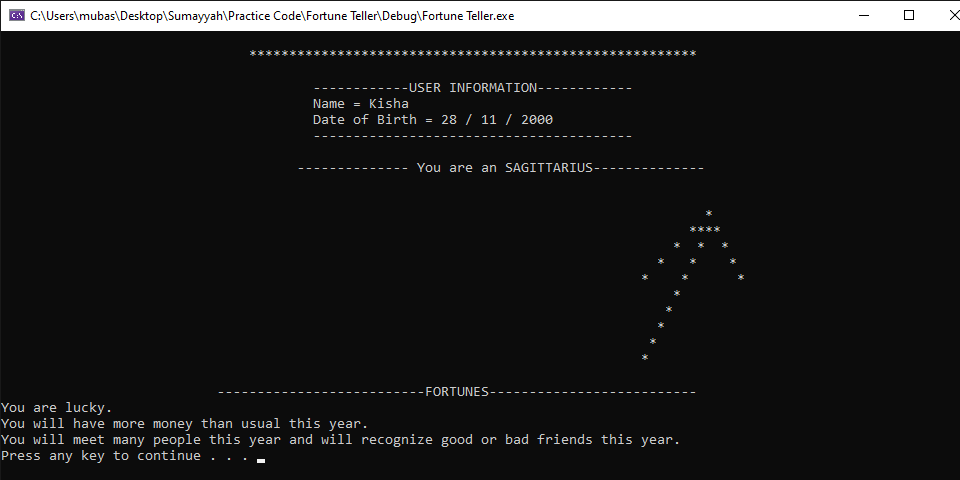 C:\Users\mubas\Desktop\Sumayyah\Practice Code\Fortune Teller\Debug\Fortune Teller.exe
********************************************************
------------USER INFORMATION------------
Name = Kisha
Date of Birth = 28 / 11 / 2000
----------------------------------------
-------------- You are an SAGITTARIUS--------------
*
****
*  *  *
*   *    *
*    *      *
*
*
*
*
*
--------------------------FORTUNES--------------------------
You are lucky.
You will have more money than usual this year.
You will meet many people this year and will recognize good or bad friends this year.
Press any key to continue . . .